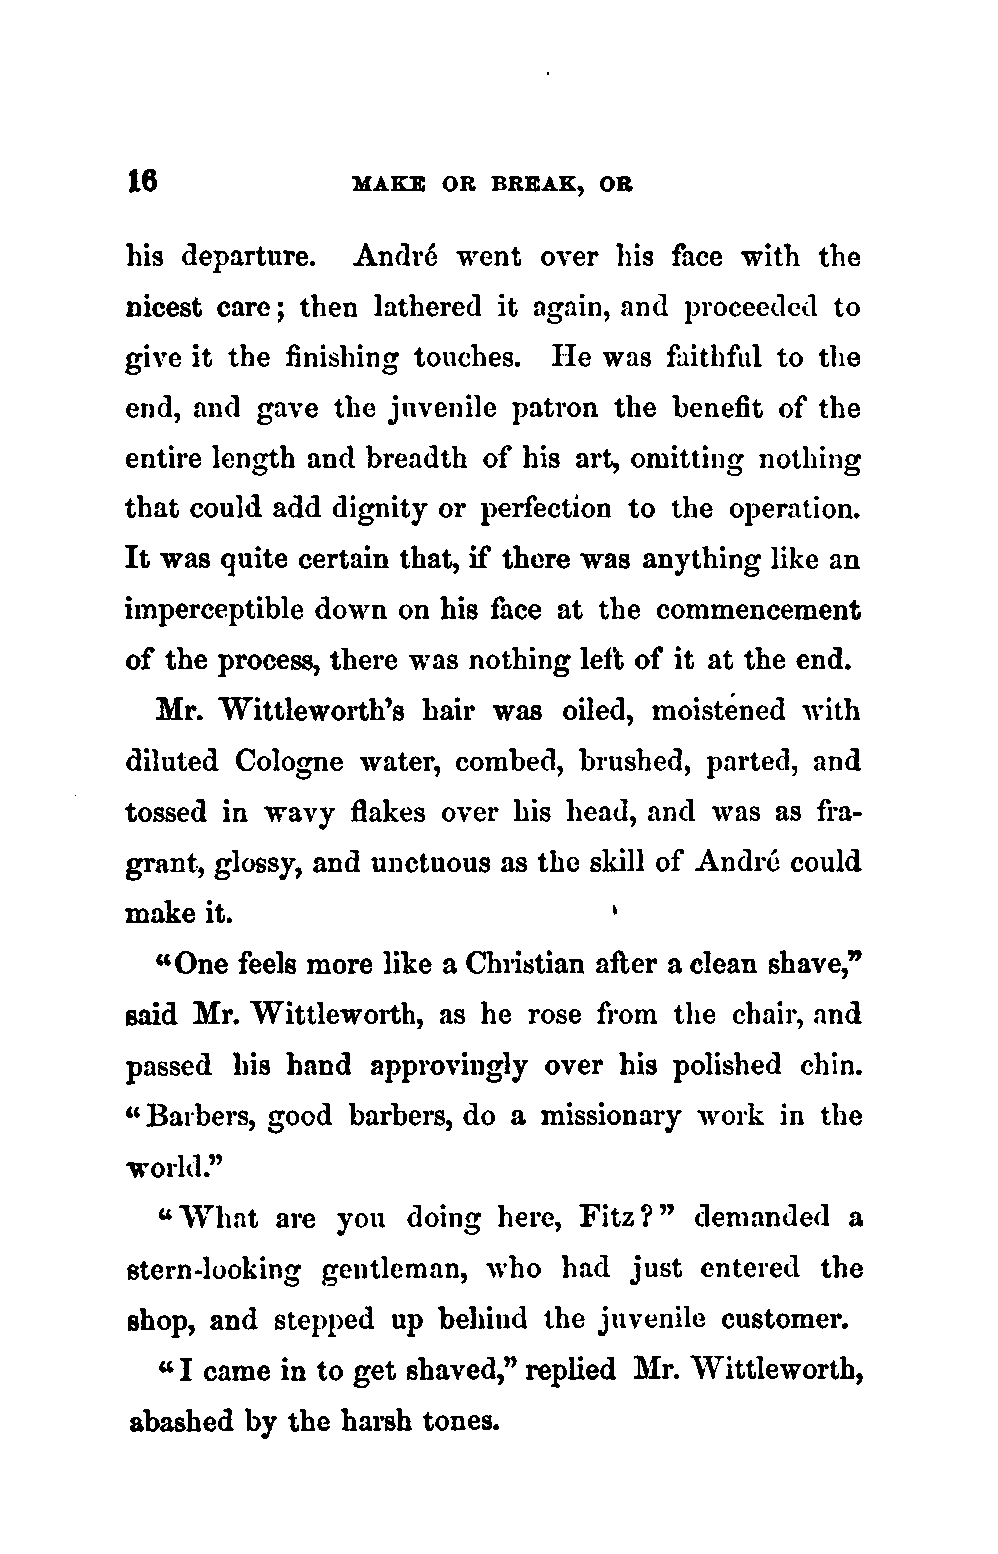 16 MAKE OR BREAK, OR
his departure. André went over his face with the
nicest care; then lathered it again, and proceeded to
give it the finishing touches. He was faithful to the
end, and gave the juvenile patron the benefit of the
entire length and breadth of his art, omitting nothing
that could add dignity or perfection to the operation.
It was quite certain that, if there was anything like an
imperceptible down on his face at the commencement
of the process, there was nothing left of it at the end.
Mr. Wittleworth's hair was oiled, moistened with
diluted Cologne water, combed, brushed, parted, and
tossed in wavy flakes over his head, and was as fra-
grant, glossy, and unctuous as the skill of André could
make it.
"One feels more like a Christian after a clean shave,"
said Mr. Wittleworth, as he rose from the chair, and
passed his hand approvingly over his polished chin.
"Barbers, good barbers, do a missionary work in the
world."
"What are you doing here, Fitz?" demanded a
stern-looking gentleman, who had just entered the
shop, and stepped up behind the juvenile customer.
"I came in to get shaved," replied Mr. Wittleworth,
abashed by the harsh tones.